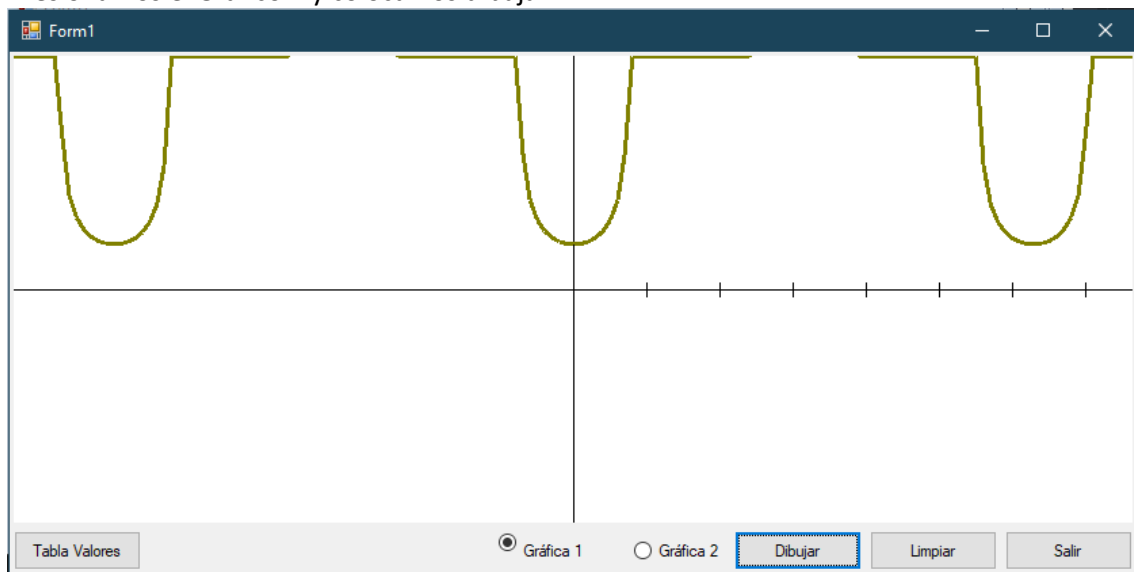 Form1
Tabla Valores
Gráfica 1
Gráfica 2
Dibujar
Limpiar
Salir